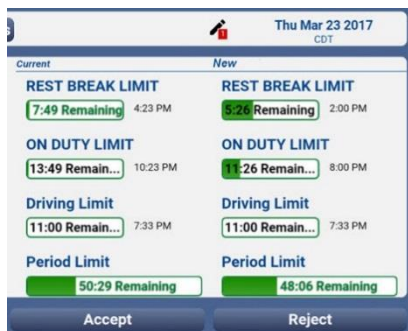 Thu Mar 23 2017
1
CDT
Current New
REST BREAK LIMIT REST BREAK LIMIT
7:49 Remaining 4:23 PM 5:26 Remaining 2:00 PM
ON DUTY LIMIT ON DUTY LIMIT
13:49 Remain... 10:23 PM 11:26 Remain... 8:00 PM
Driving Limit Driving Limit
11:00 Remain... 7:33 PM 11:00 Remain... 7:33 PM
Period Limit Period Limit
50:29 Remaining 48:06 Remaining
Accept Reject